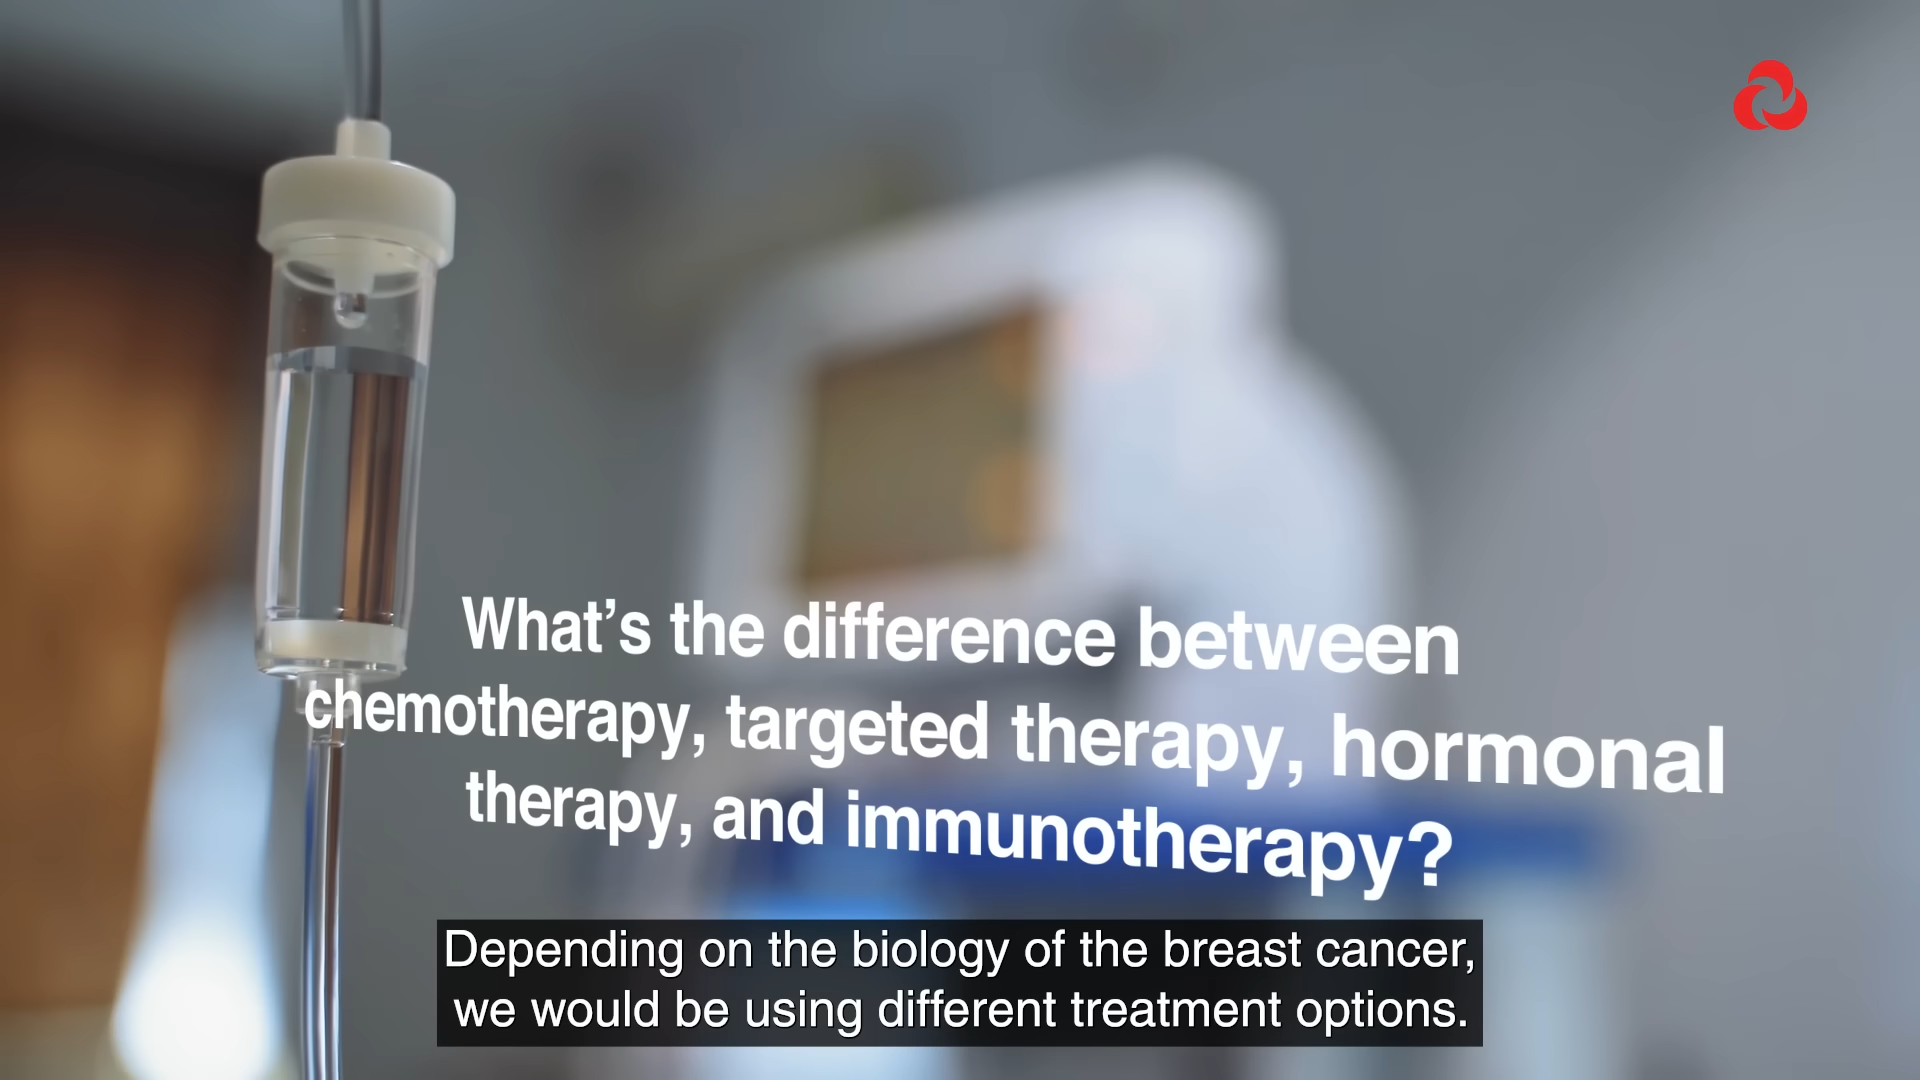 What’s the difference between
chemotherapy, targeted therapy, hormonal
therapy, and immunotherapy?
Depending on the biology of the breast cancer,
we would be using different treatment options.